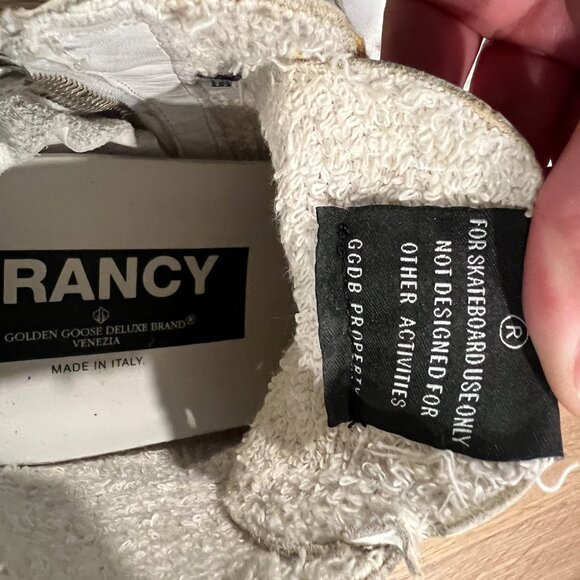 RANCY
GOLDEN GOOSE DELUXE BRAND®
VENEZIA
MADE IN ITALY.
®
FOR SKATEBOARD USE ONLY
NOT DESIGNED FOR
OTHER ACTIVITIES
GGDB PROPERTY